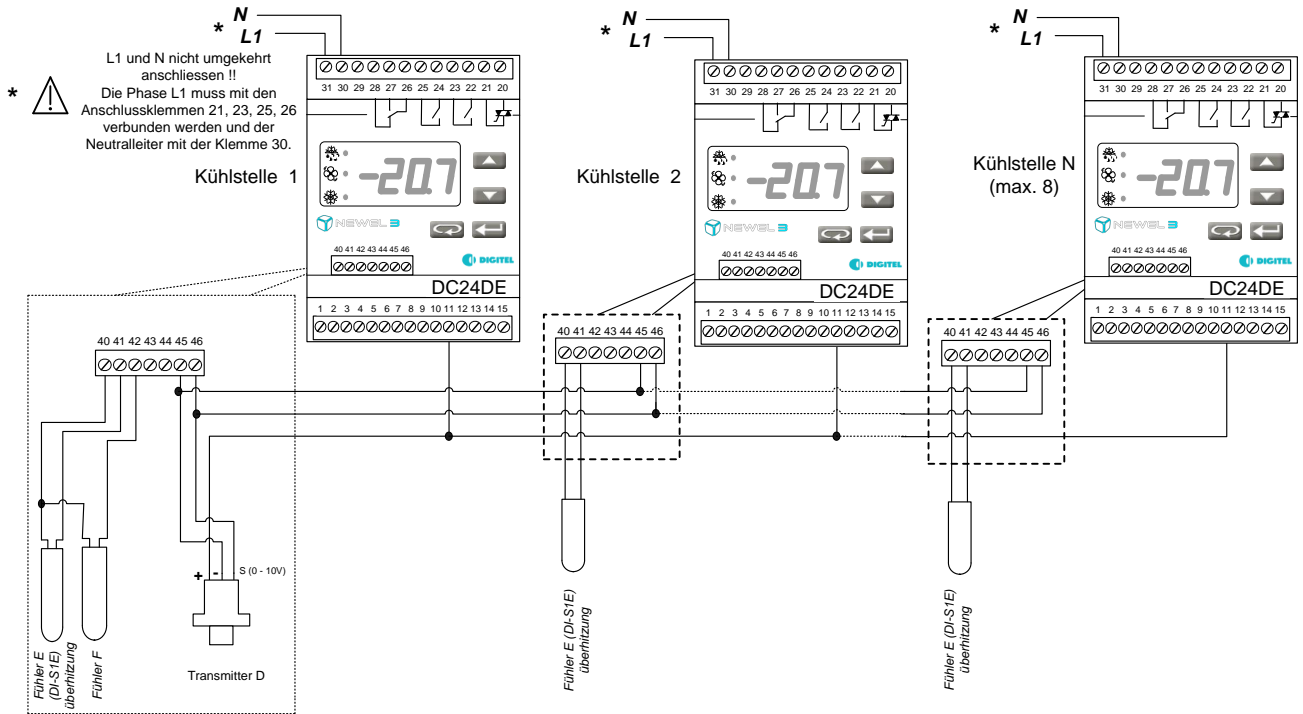 N
* L1
N
* L1
N
* L1
* L1 und N nicht umgekehrt
anschliessen !!
Die Phase L1 muss mit den
Anschlussklemmen 21, 23, 25, 26
verbunden werden und der
Neutralleiter mit der Klemme 30.
31 30 29 28 27 26 25 24 23 22 21 20
Kühlstelle 1
-20.7
NEWEL 3
40 41 42 43 44 45 46
DIGITEL
DC24DE
1 2 3 4 5 6 7 8 9 10 11 12 13 14 15
31 30 29 28 27 26 25 24 23 22 21 20
Kühlstelle 2
-20.7
NEWEL 3
40 41 42 43 44 45 46
DIGITEL
DC24DE
1 2 3 4 5 6 7 8 9 10 11 12 13 14 15
31 30 29 28 27 26 25 24 23 22 21 20
Kühlstelle N
(max. 8)
-20.7
NEWEL 3
40 41 42 43 44 45 46
DIGITEL
DC24DE
1 2 3 4 5 6 7 8 9 10 11 12 13 14 15
40 41 42 43 44 45 46
40 41 42 43 44 45 46
40 41 42 43 44 45 46
+ - S (0 - 10V)
Fühler E
(DI-S1E)
überhitzung
Fühler F
Transmitter D
Fühler E (DI-S1E)
überhitzung
Fühler E (DI-S1E)
überhitzung